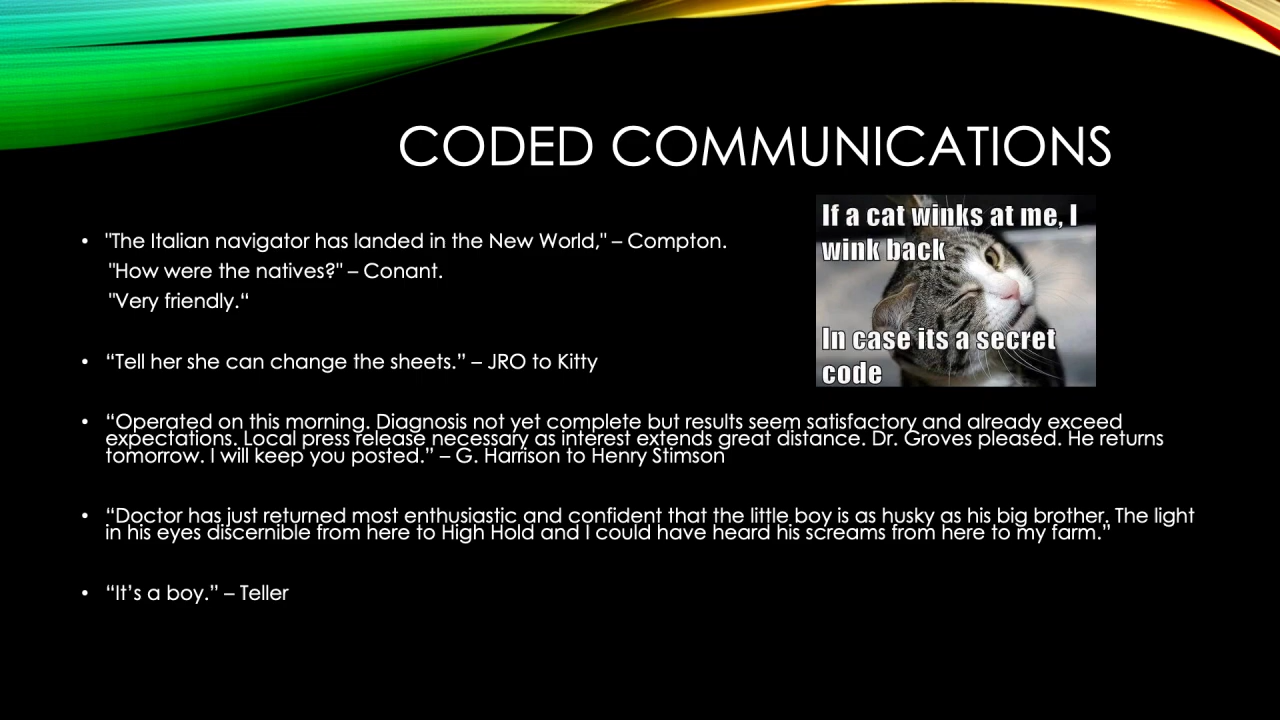 CODED COMMUNICATIONS
If a cat winks at me, I
wink back
In case its a secret
code
• "The Italian navigator has landed in the New World," – Compton.
"How were the natives?" – Conant.
"Very friendly.“
• “Tell her she can change the sheets.” – JRO to Kitty
• “Operated on this morning. Diagnosis not yet complete but results seem satisfactory and already exceed
expectations. Local press release necessary as interest extends great distance. Dr. Groves pleased. He returns
tomorrow. I will keep you posted.” – G. Harrison to Henry Stimson
• “Doctor has just returned most enthusiastic and confident that the little boy is as husky as his big brother. The light
in his eyes discernible from here to High Hold and I could have heard his screams from here to my farm.”
• “It’s a boy.” – Teller